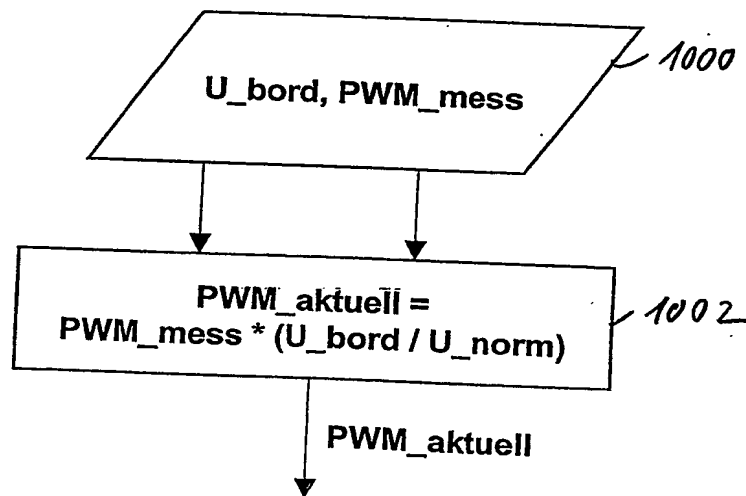 U_bord, PWM_mess
1000
PWM_aktuell =
PWM_mess * (U_bord / U_norm)
1002
PWM_aktuell